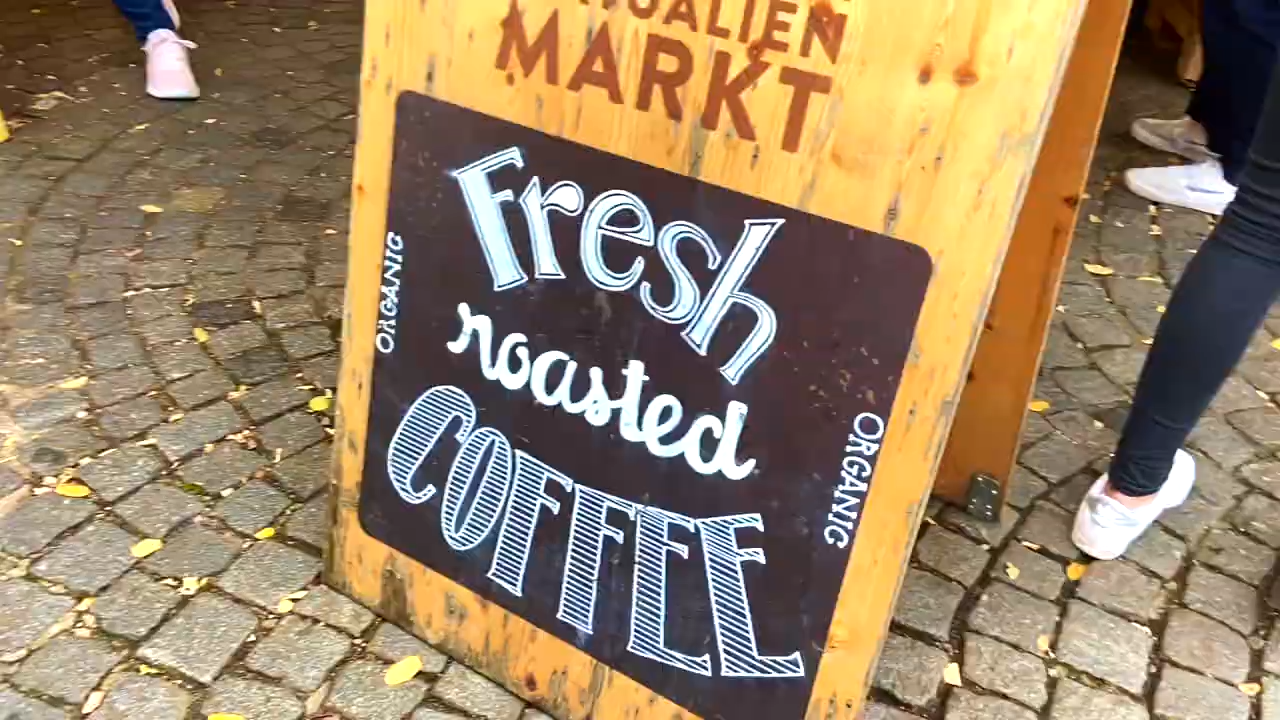 MARKT
Fresh
roasted
COFFEE
ORGANIC
ORGANIC